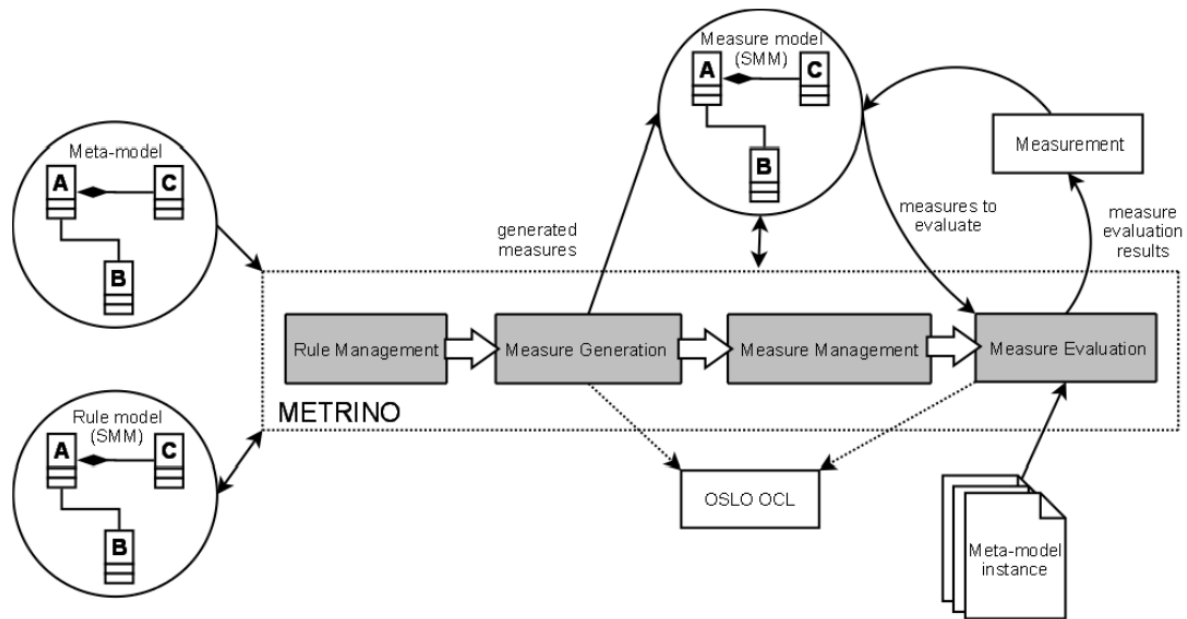 Measure model
(SMM)
A
C
B
Meta-model
A
C
B
Measurement
generated
measures
measures to
evaluate
measure
evaluation
results
Rule Management
Measure Generation
Measure Management
Measure Evaluation
METRINO
Rule model
(SMM)
A
C
B
OSLO OCL
Meta-model
instance